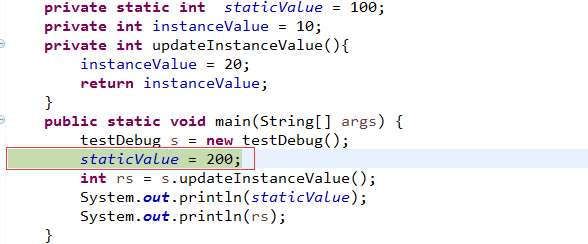 private static int  staticValue = 100;
private int instanceValue = 10;
private int updateInstanceValue(){
    instanceValue = 20;
    return instanceValue;
}
public static void main(String[] args) {
    testDebug s = new testDebug();
    staticValue = 200;
    int rs = s.updateInstanceValue();
    System.out.println(staticValue);
    System.out.println(rs);
}